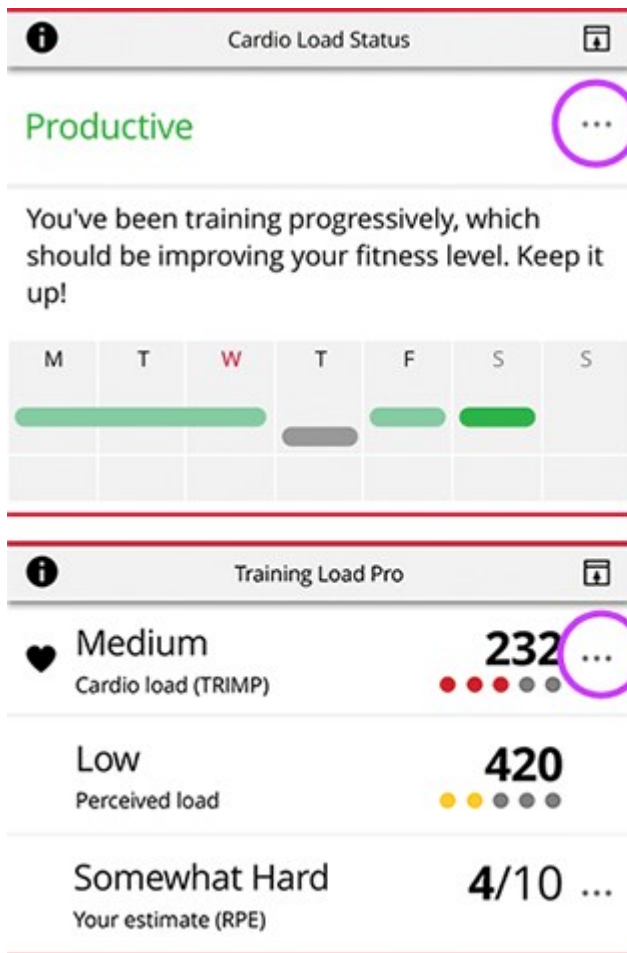 Cardio Load Status
Productive ...
You've been training progressively, which
should be improving your fitness level. Keep it
up!
M T W T F S S
Training Load Pro
Medium 232 ...
Cardio load (TRIMP)
Low 420
Perceived load
Somewhat Hard 4/10 ...
Your estimate (RPE)